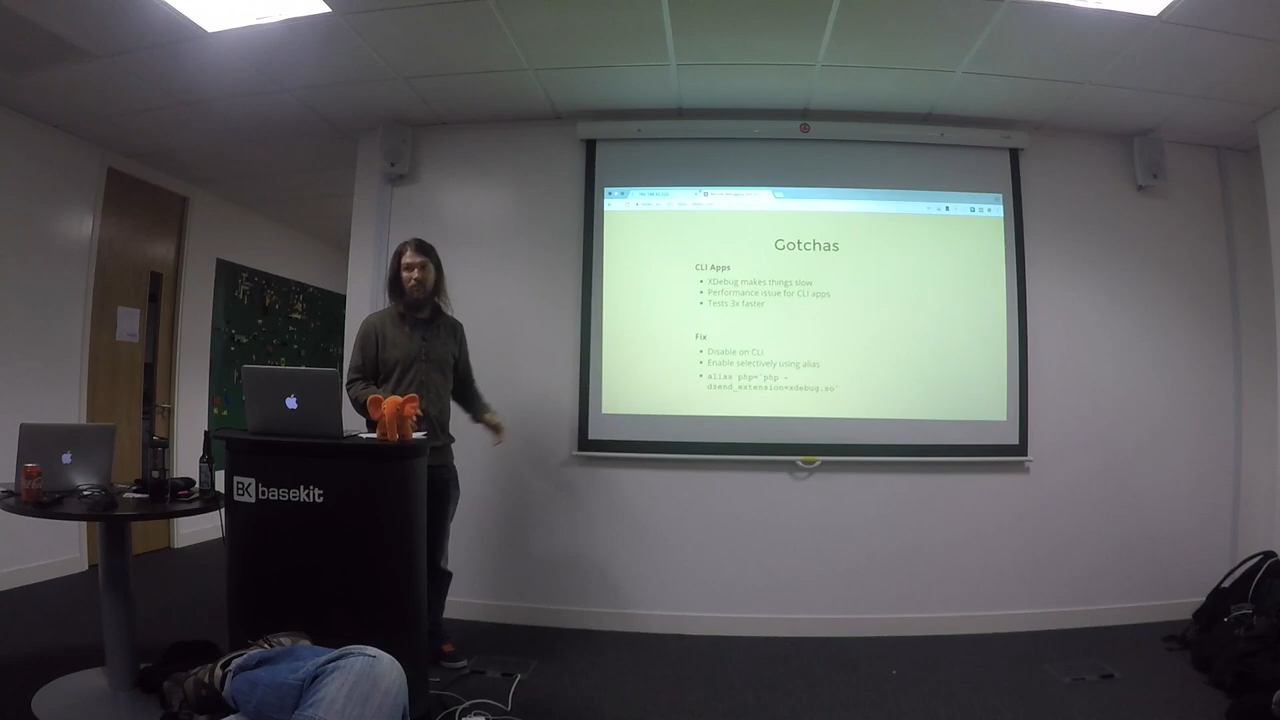 Gotchas
CLI Apps
XDebug makes things slow
Performance issue for CLI apps
Tests 3x faster
Fix
Disable on CLI
Enable selectively using alias
alias php='php -
dzend_extension=xdebug.so'
BK basekit